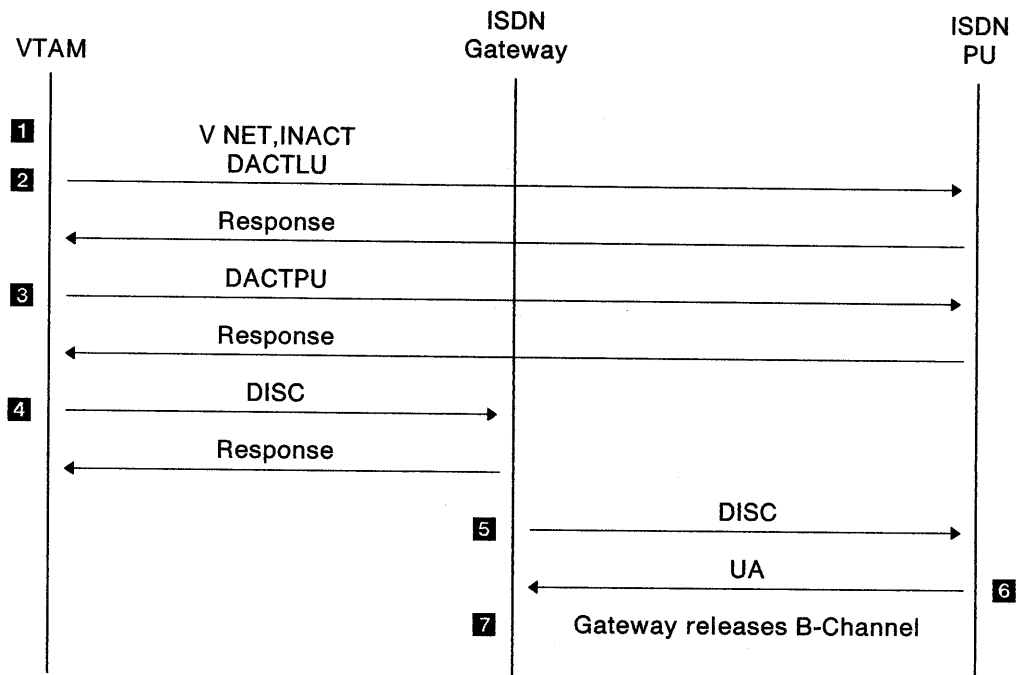 VTAM
ISDN
Gateway
ISDN
PU
1
V NET,INACT
2
DACTLU
Response
3
DACTPU
Response
4
DISC
Response
5
DISC
UA
6
7
Gateway releases B-Channel